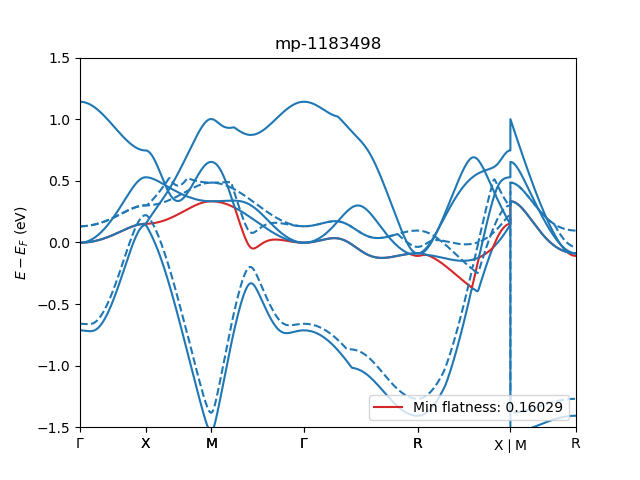 mp-1183498
E − E_F (eV)
1.5
1.0
0.5
0.0
−0.5
−1.0
−1.5
Min flatness: 0.16029
Γ X M Γ R X | M R